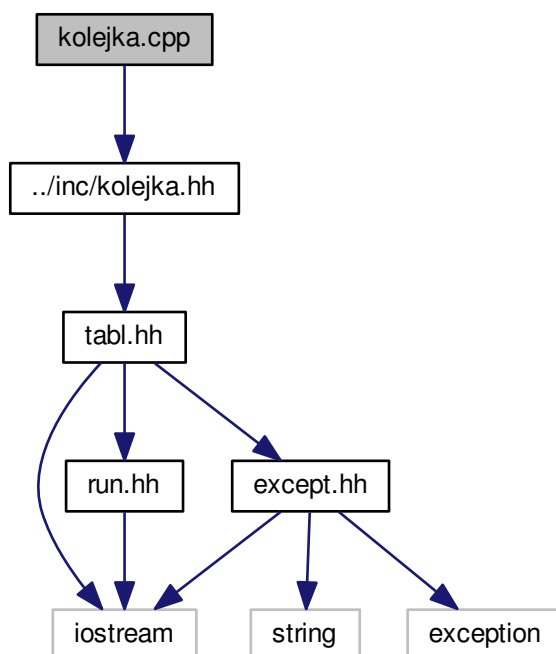 kolejka.cpp
../inc/kolejka.hh
tabl.hh
run.hh
except.hh
iostream
string
exception